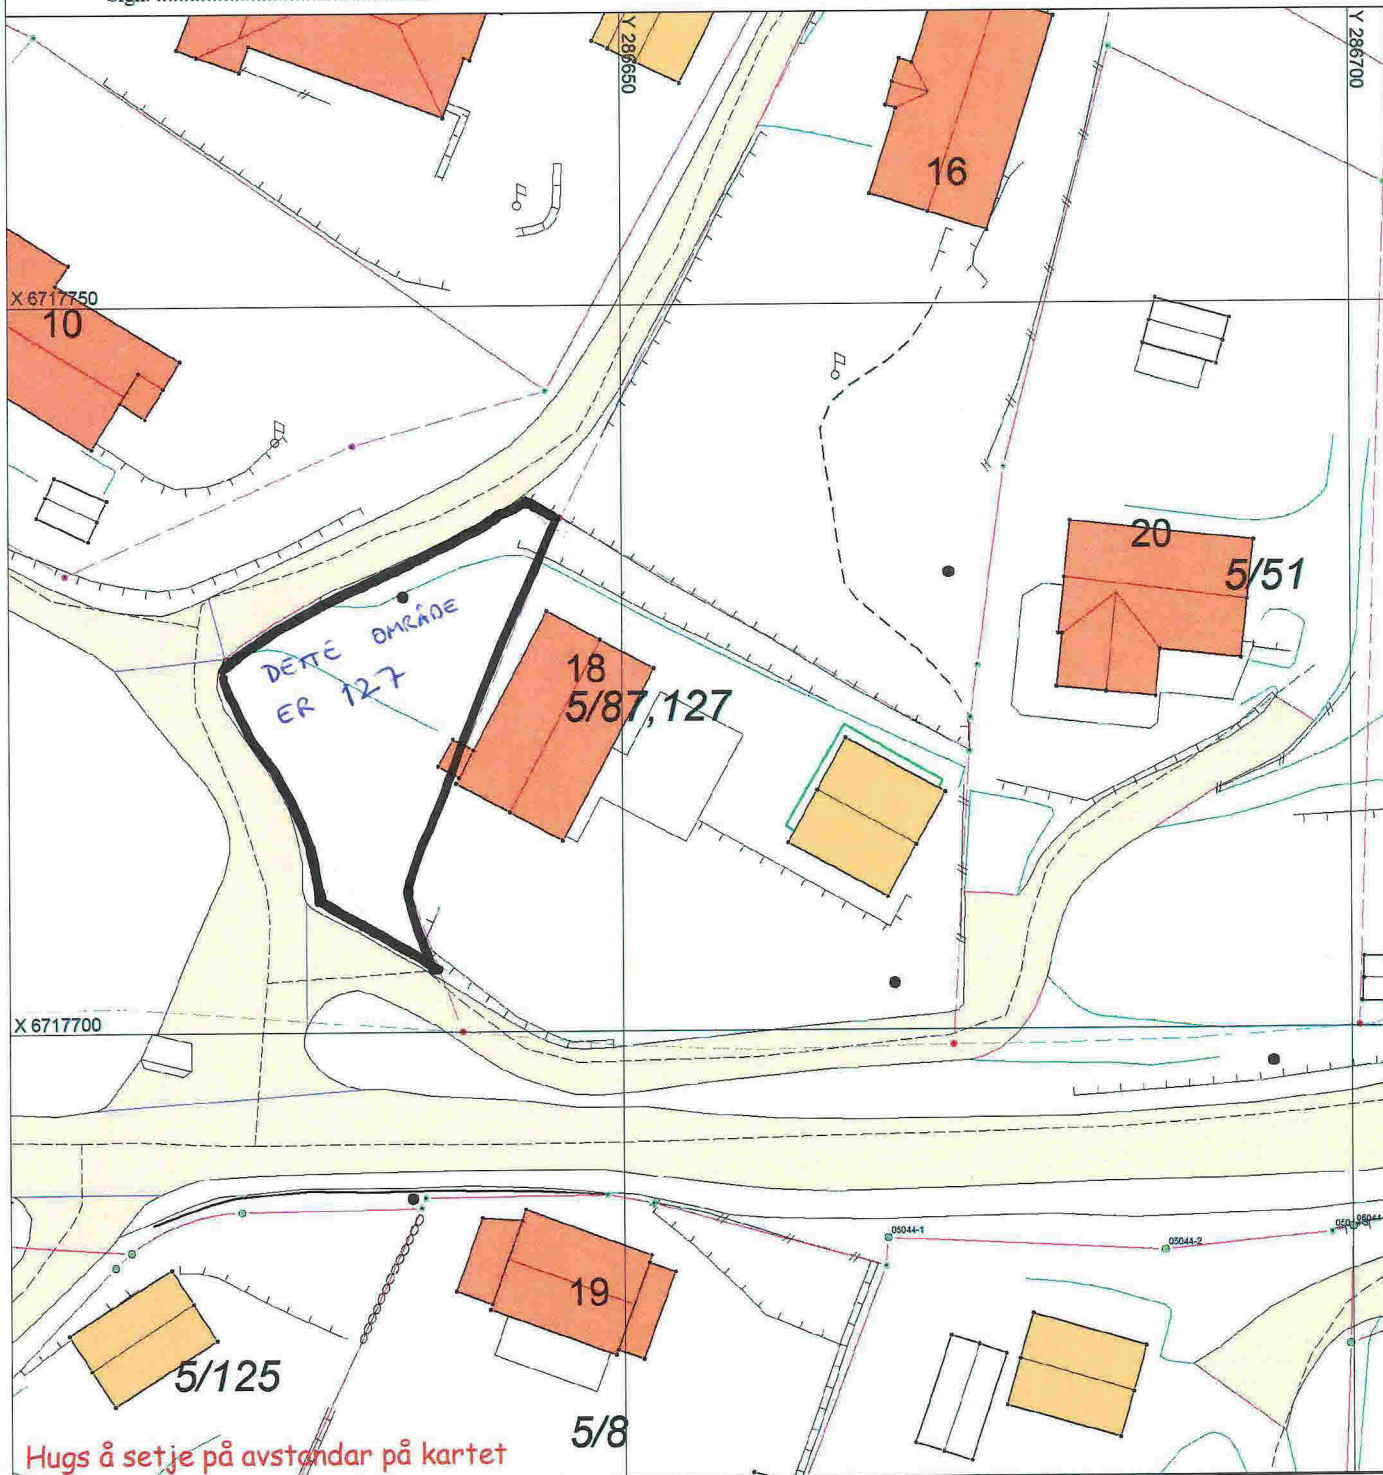 Sign.
Y 286650
Y 286700
16
X 6717750
10
20
5/51
DETTE OMRÅDE
ER 127
18
5/87,127
X 6717700
05044-1
05044-2
19
5/125
5/8
Hugs å setje på avstandar på kartet